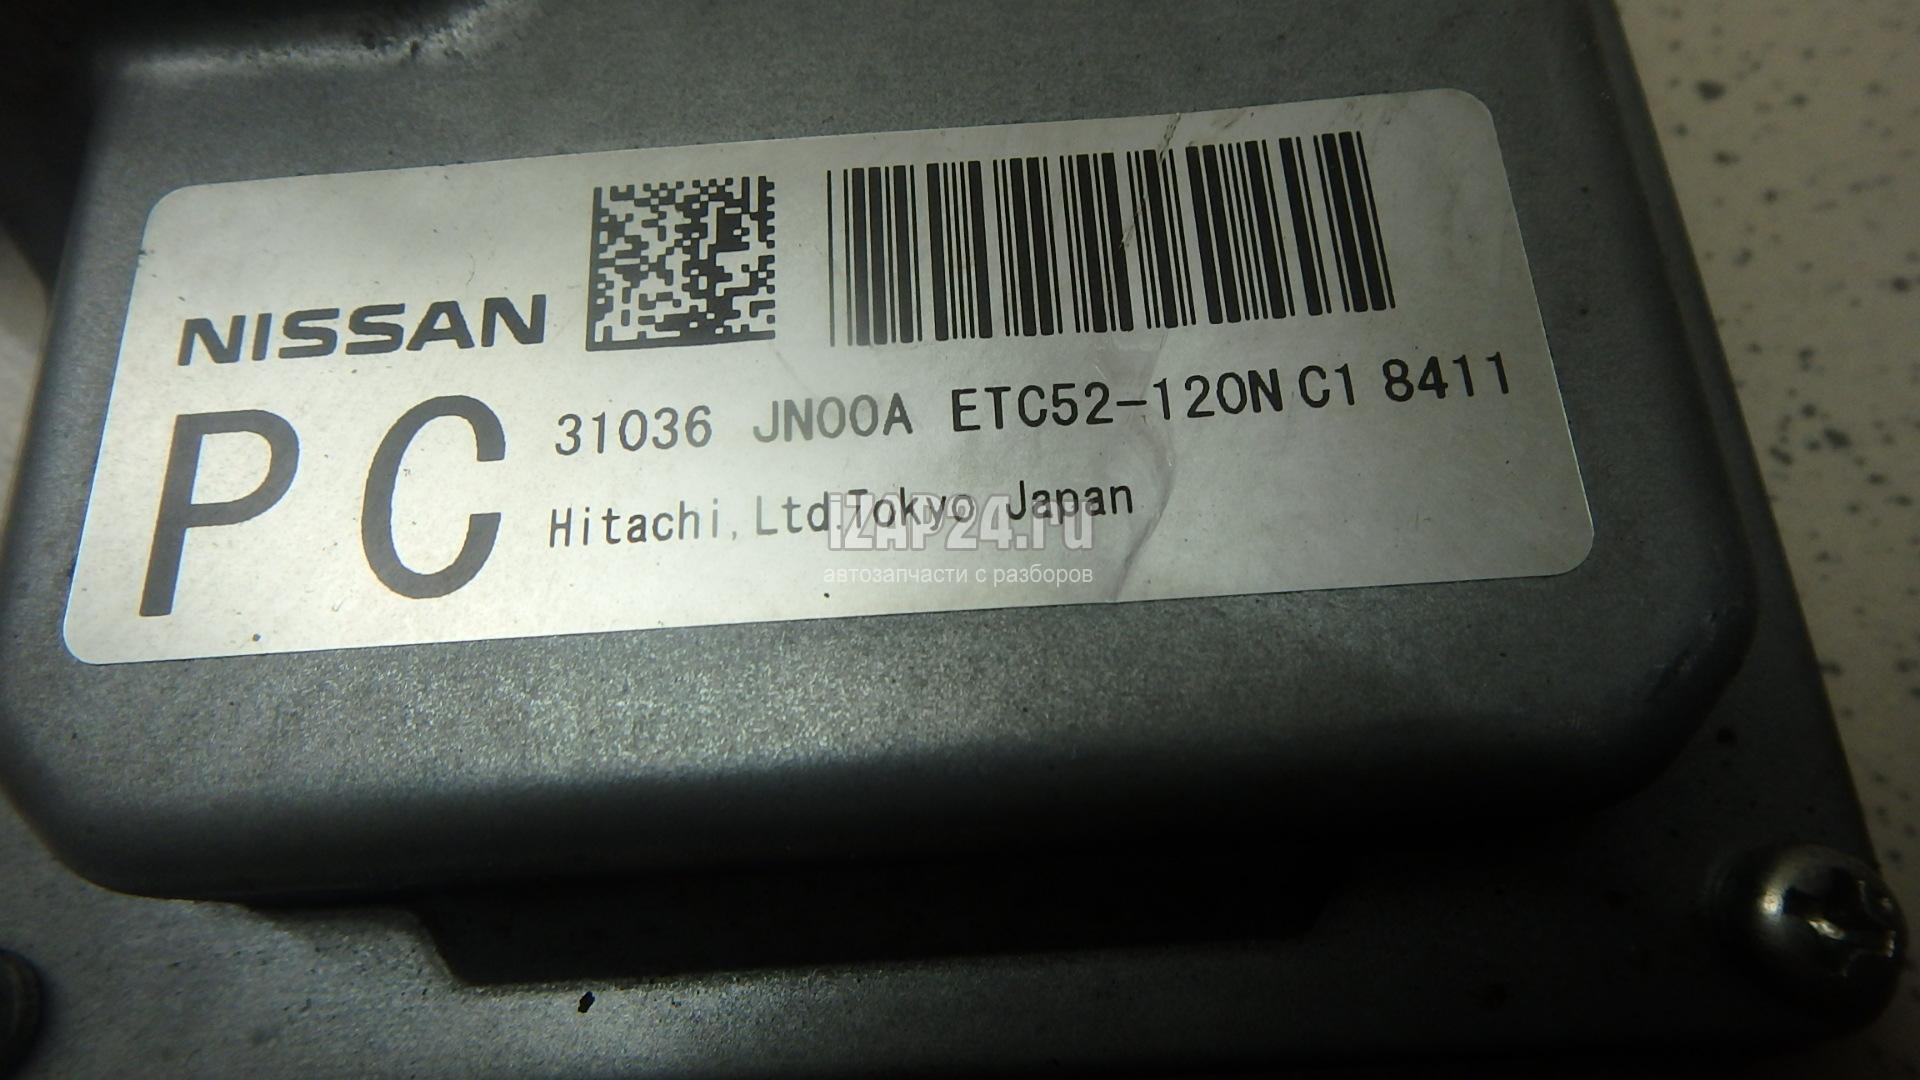 NISSAN
PC
31036 JN00A ETC52-120N C1 8411
Hitachi, Ltd. Tokyo Japan
iZAP24.ru
автозапчасти с разборов